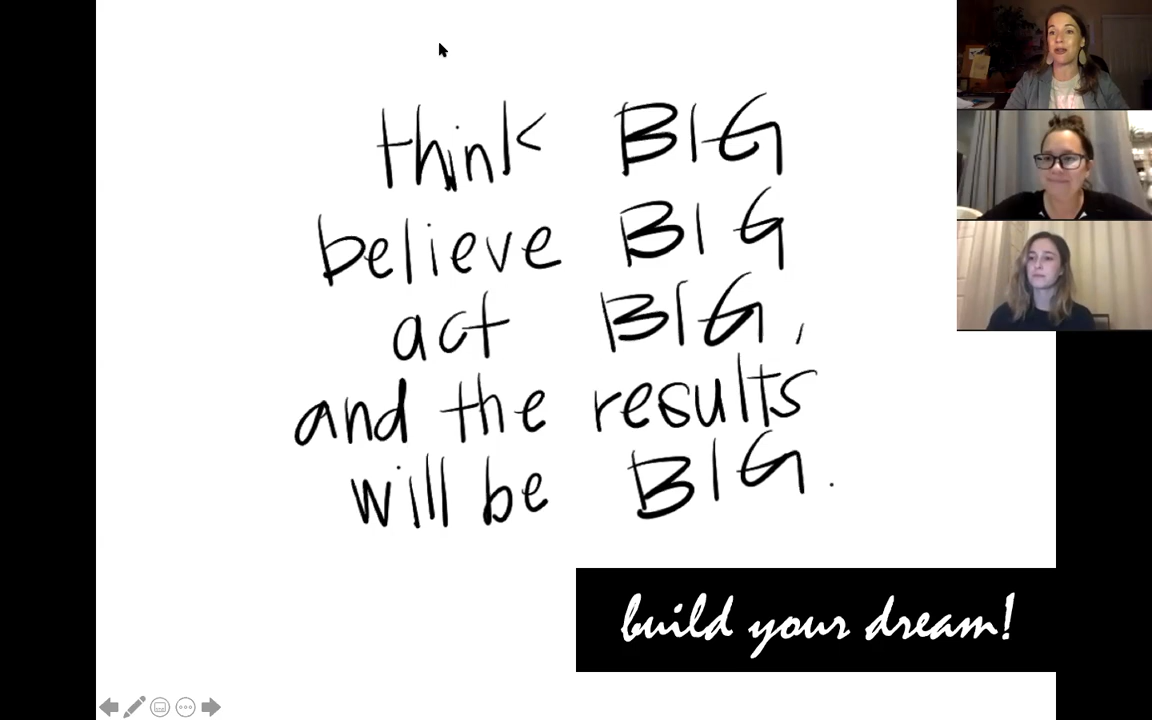 think BIG
believe BIG
act BIG,
and the results
will be BIG.
build your dream!